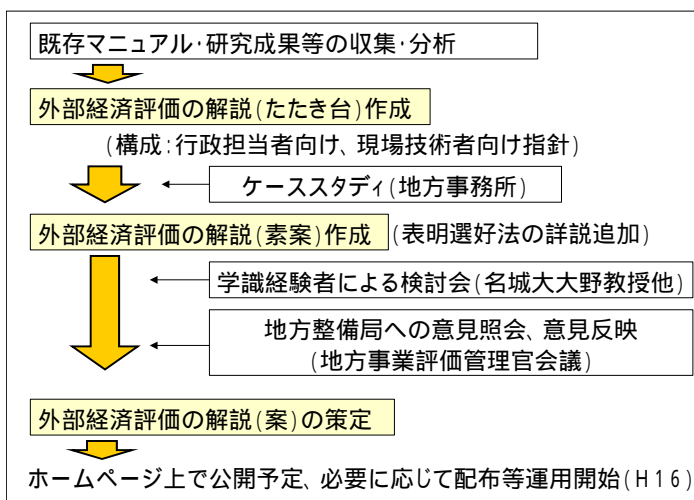 既存マニュアル･研究成果等の収集･分析
外部経済評価の解説(たたき台)作成
(構成:行政担当者向け、現場技術者向け指針)
ケーススタディ(地方事務所)
外部経済評価の解説(素案)作成 (表明選好法の詳説追加)
学識経験者による検討会(名城大大野教授他)
地方整備局への意見照会、意見反映
(地方事業評価管理官会議)
外部経済評価の解説(案)の策定
ホームページ上で公開予定、必要に応じて配布等運用開始(H16)